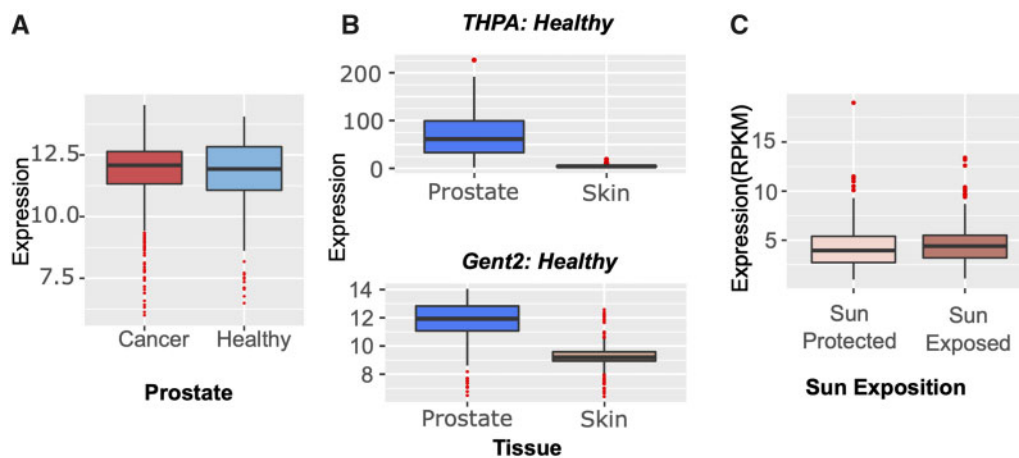 A
Expression
12.5
10.0
7.5
Cancer Healthy
Prostate
B
THPA: Healthy
Expression
200
100
0
Prostate Skin
Gent2: Healthy
14
12
10
8
Prostate Skin
Tissue
C
Expression(RPKM)
15
10
5
Sun Protected
Sun Exposed
Sun Exposition